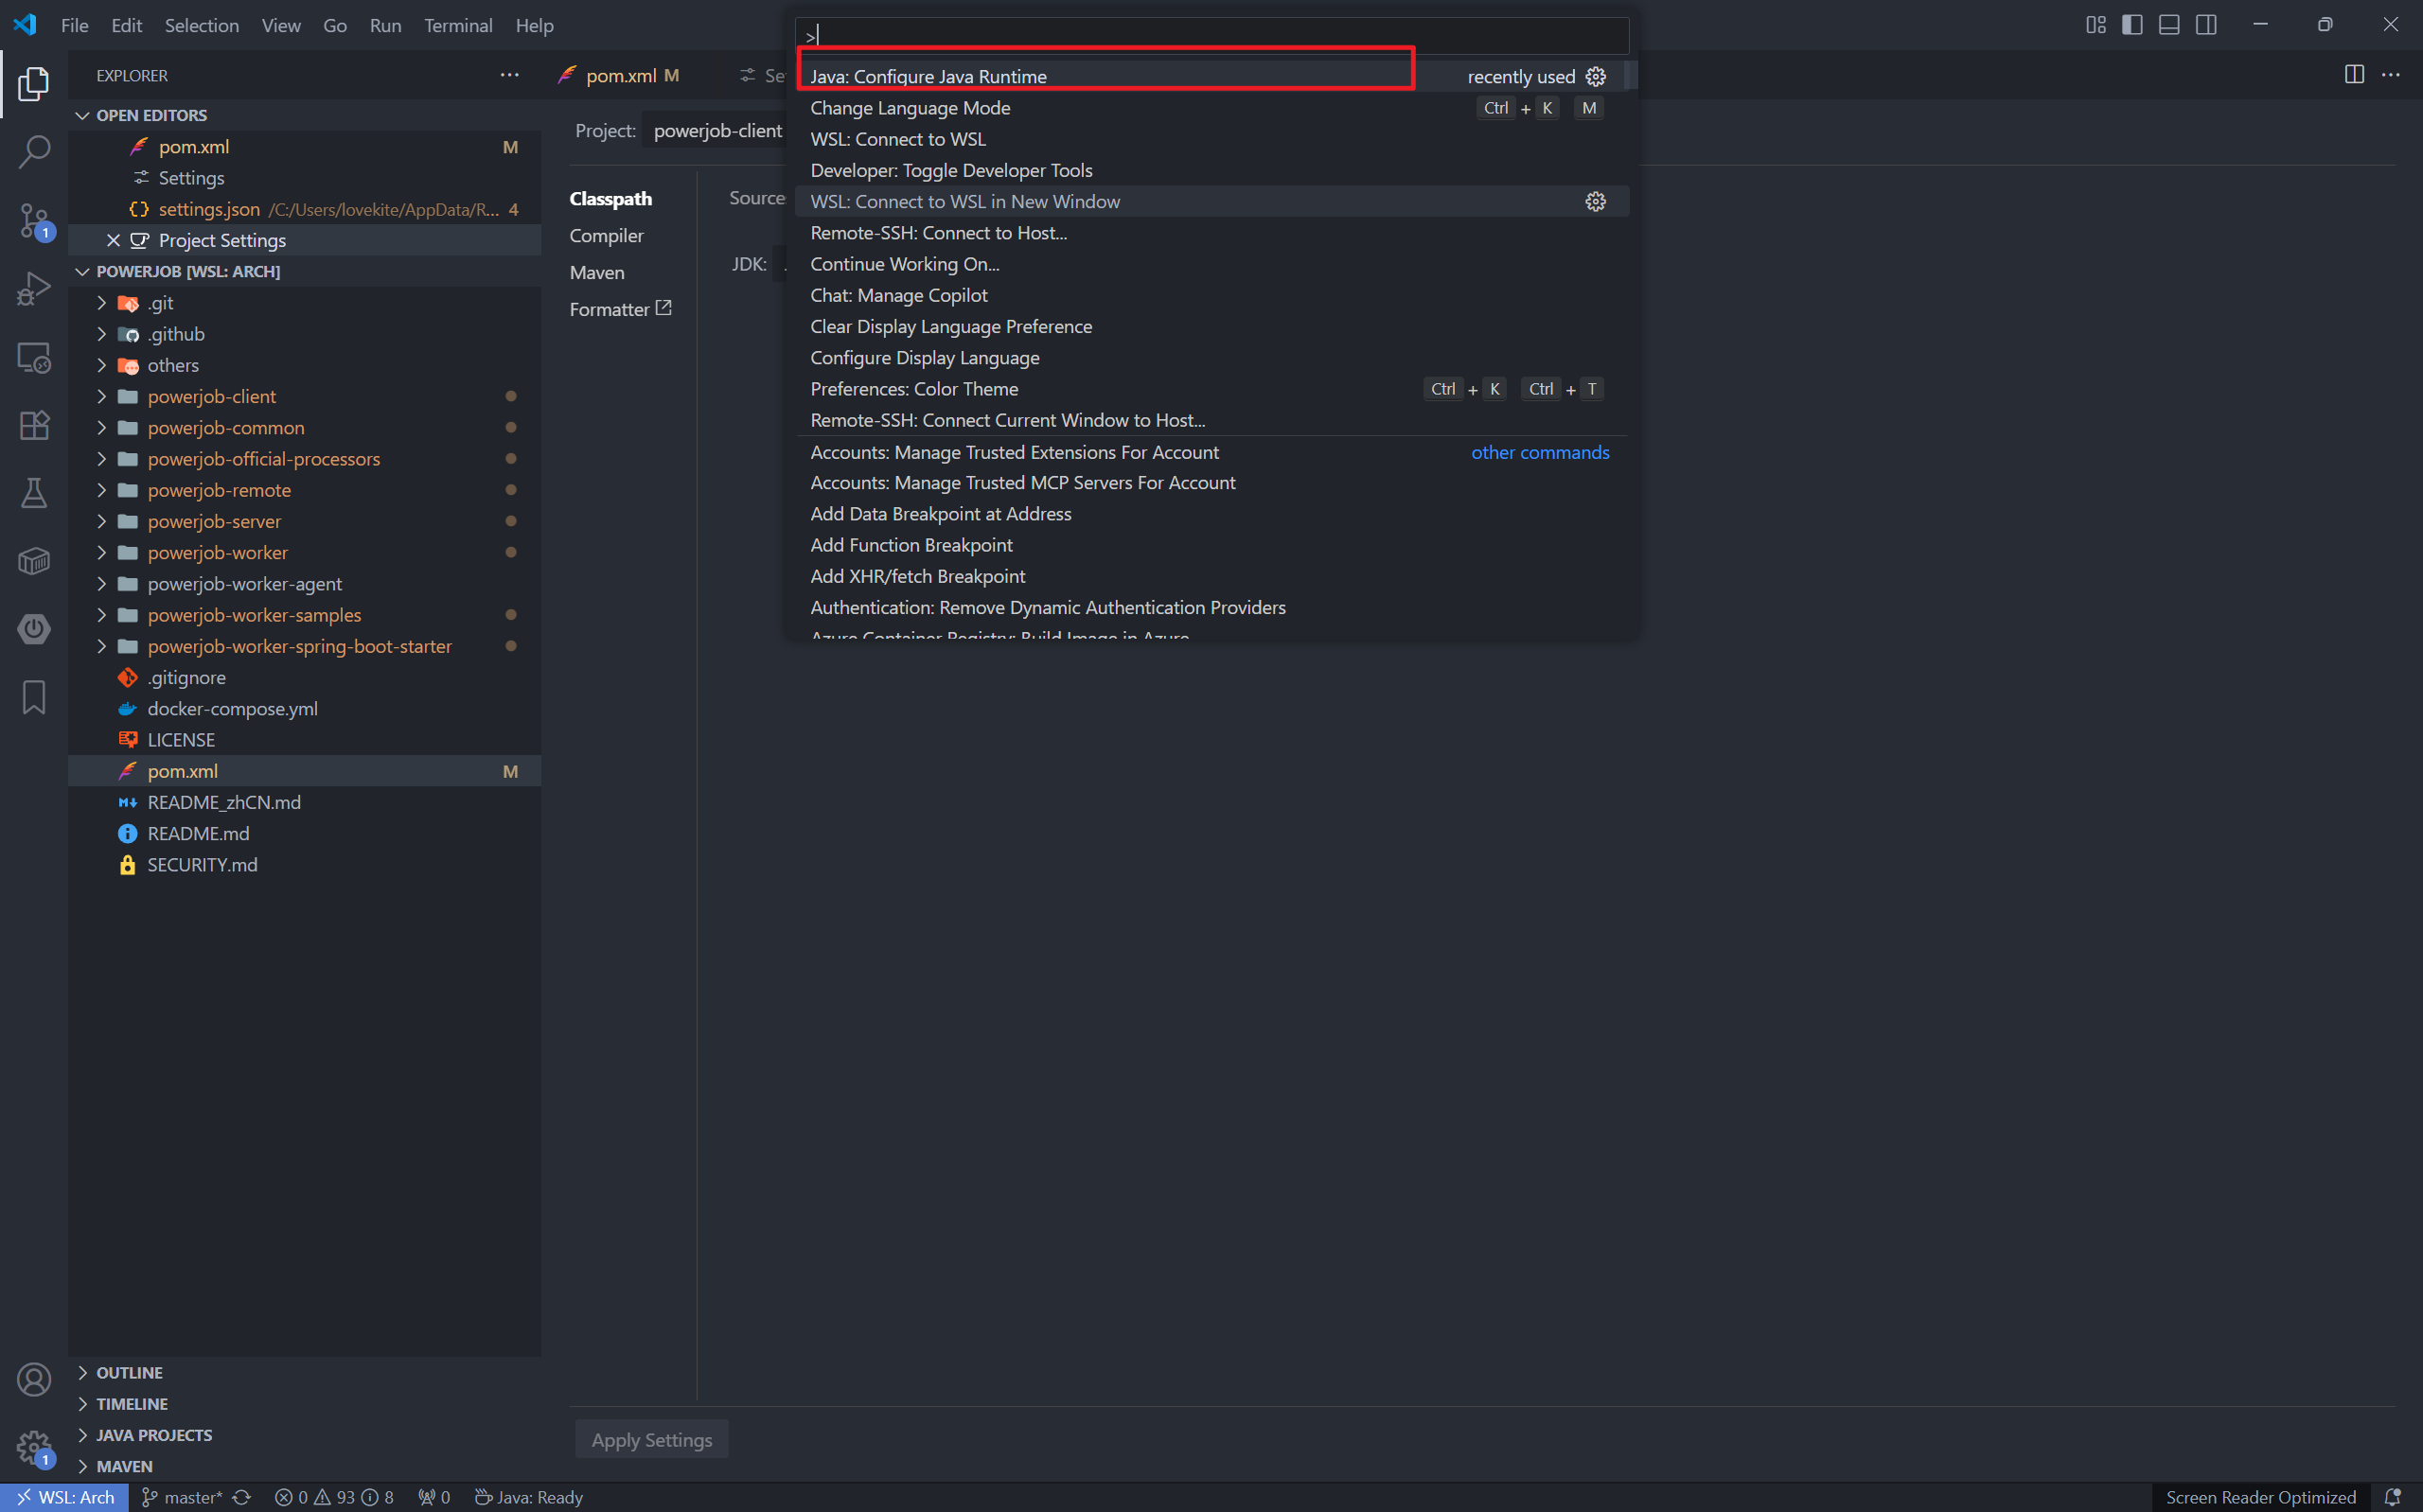 File Edit Selection View Go Run Terminal Help
EXPLORER
OPEN EDITORS
pom.xml M
Settings
settings.json /C:/Users/lovekite/AppData/R... 4
Project Settings
POWERJOB [WSL: ARCH]
.git
.github
others
powerjob-client
powerjob-common
powerjob-official-processors
powerjob-remote
powerjob-server
powerjob-worker
powerjob-worker-agent
powerjob-worker-samples
powerjob-worker-spring-boot-starter
.gitignore
docker-compose.yml
LICENSE
pom.xml M
README_zhCN.md
README.md
SECURITY.md
OUTLINE
TIMELINE
JAVA PROJECTS
MAVEN
1
1
pom.xml M
Project: powerjob-client
Classpath
Compiler
Maven
Formatter
JDK:
>
Java: Configure Java Runtime recently used
Change Language Mode Ctrl + K M
WSL: Connect to WSL
Developer: Toggle Developer Tools
WSL: Connect to WSL in New Window
Remote-SSH: Connect to Host...
Continue Working On...
Chat: Manage Copilot
Clear Display Language Preference
Configure Display Language
Preferences: Color Theme Ctrl + K Ctrl + T
Remote-SSH: Connect Current Window to Host...
Accounts: Manage Trusted Extensions For Account other commands
Accounts: Manage Trusted MCP Servers For Account
Add Data Breakpoint at Address
Add Function Breakpoint
Add XHR/fetch Breakpoint
Authentication: Remove Dynamic Authentication Providers
Azure Container Registry: Build Image in Azure
Apply Settings
WSL: Arch master* 0 93 8 0 Java: Ready Screen Reader Optimized